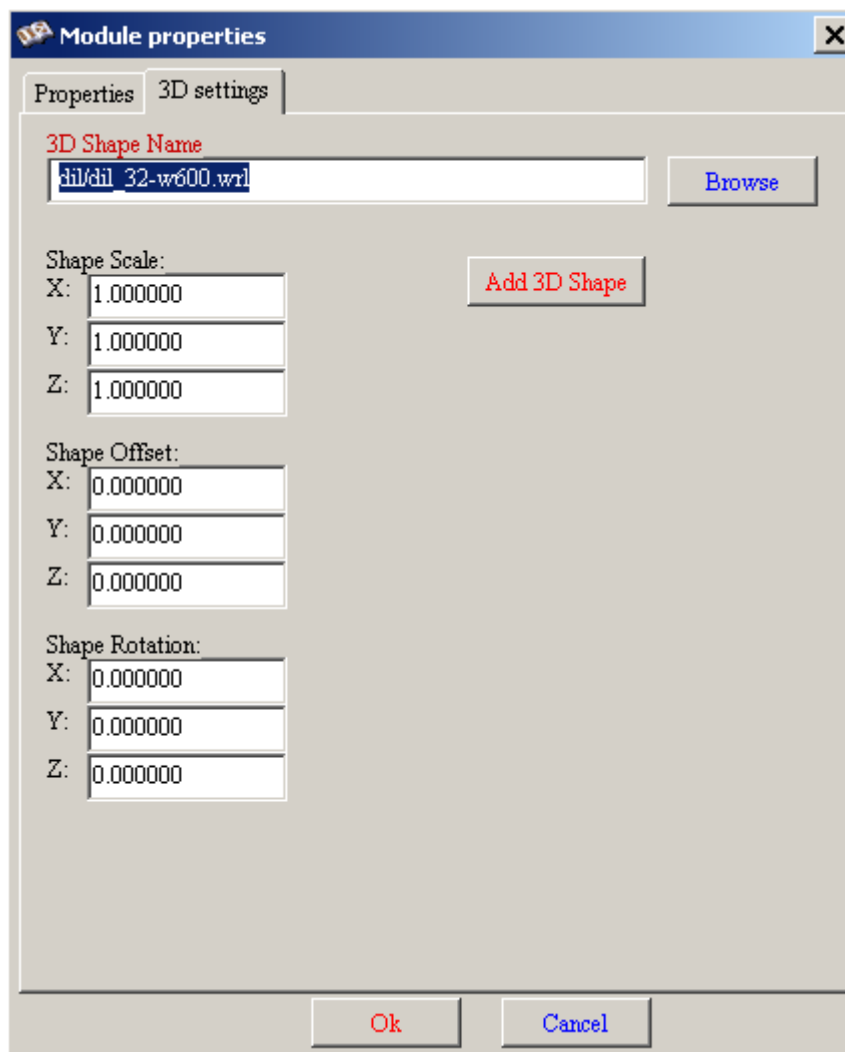 Module properties
Properties 3D settings
3D Shape Name
dil/dil_32-w600.wrl Browse
Shape Scale:
X: 1.000000 Add 3D Shape
Y: 1.000000
Z: 1.000000
Shape Offset:
X: 0.000000
Y: 0.000000
Z: 0.000000
Shape Rotation:
X: 0.000000
Y: 0.000000
Z: 0.000000
Ok Cancel